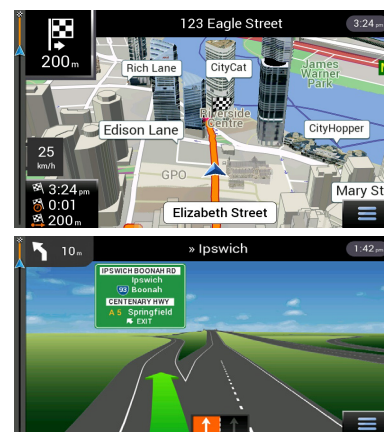 123 Eagle Street
3:24 pm
200 m
Rich Lane
CityCat
James
Warner
Park
Riverside
Centre
Edison Lane
CityHopper
25
km/h
GPO
3:24 pm
0:01
200 m
Mary St
Elizabeth Street
10 m
» Ipswich
1:42 pm
IPSWICH BOONAH RD
Ipswich
93 Boonah
CENTENARY HWY
A5 Springfield
EXIT